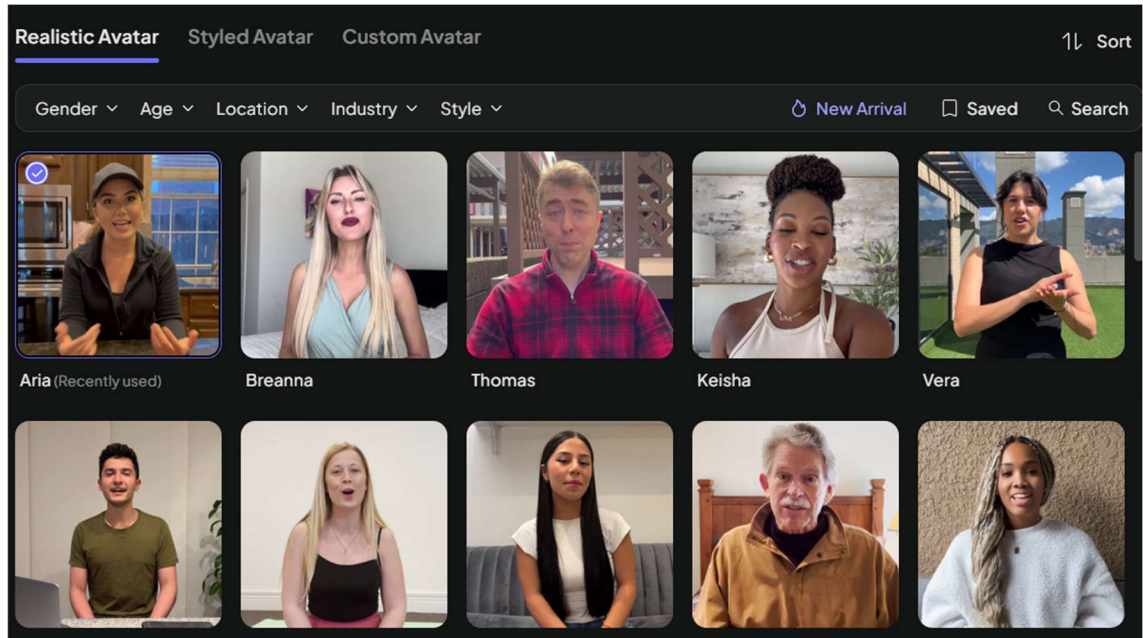 Realistic Avatar Styled Avatar Custom Avatar Sort
Gender Age Location Industry Style New Arrival Saved Search
Aria (Recently used) Breanna Thomas Keisha Vera